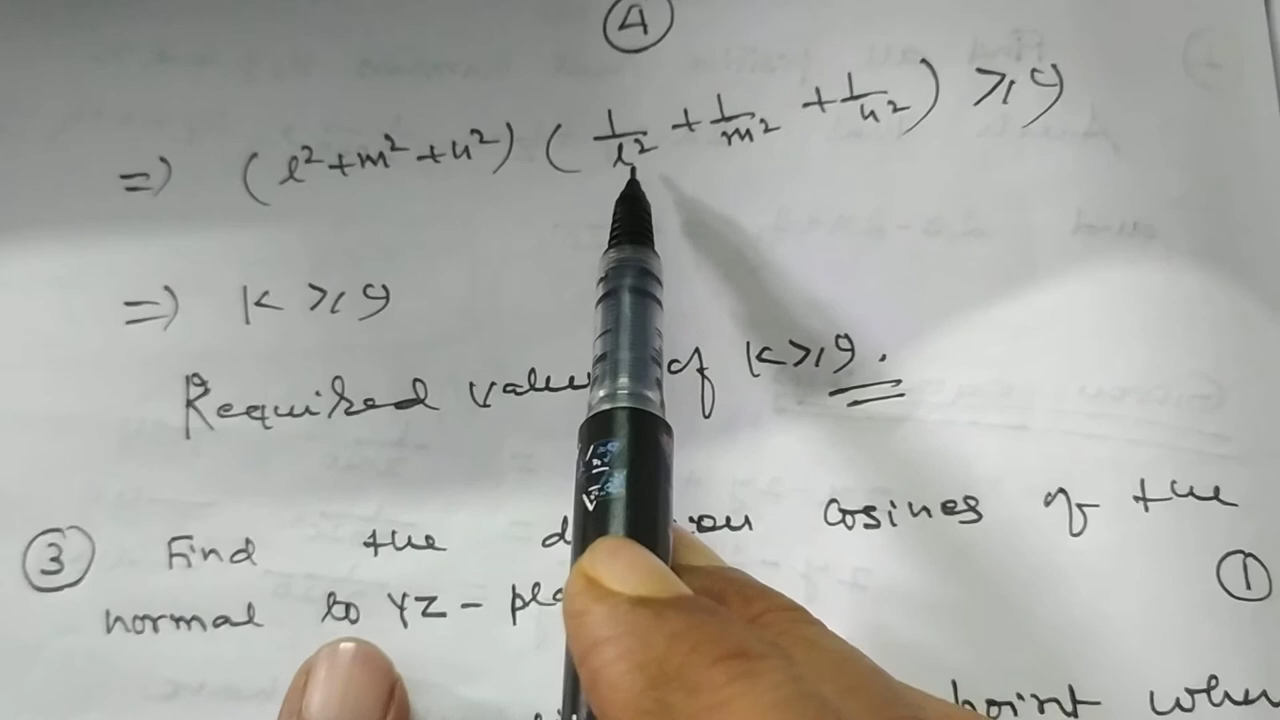 ④
=> (l²+m²+n²) (1/l² + 1/m² + 1/n²) ≥ 9
=> K ≥ 9
Required value of K ≥ 9.
③ Find the cosines of the
①
normal to YZ-
point